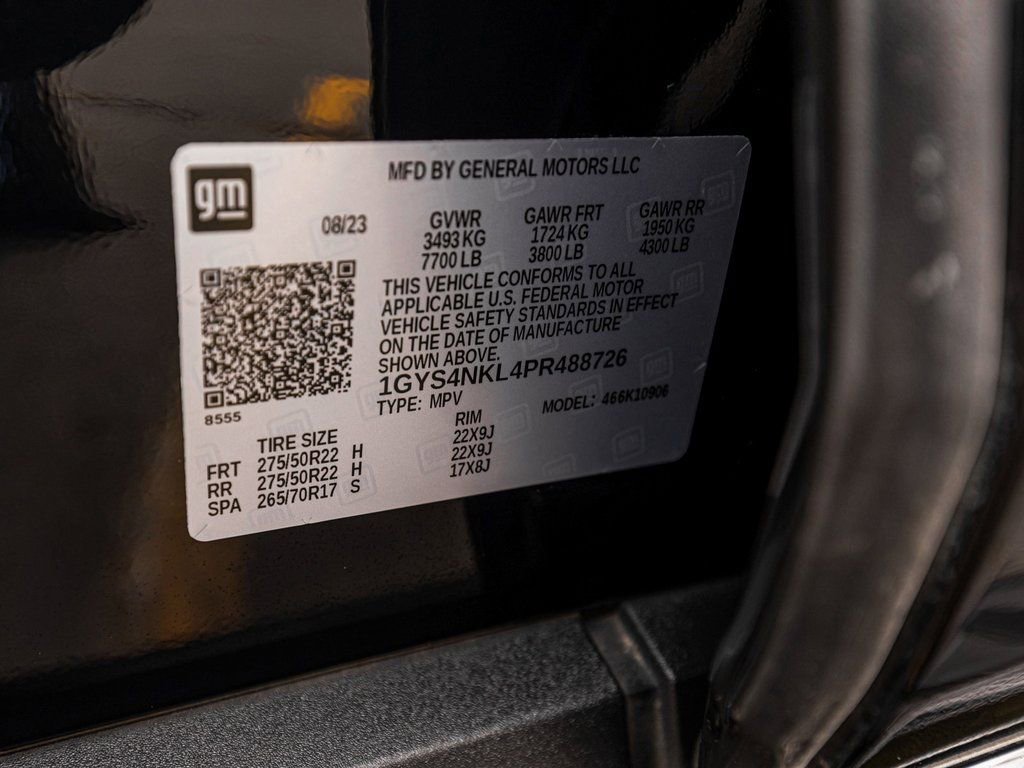 MFD BY GENERAL MOTORS LLC
gm
08/23
GVWR GAWR FRT GAWR RR
3493 KG 1724 KG 1950 KG
7700 LB 3800 LB 4300 LB
THIS VEHICLE CONFORMS TO ALL
APPLICABLE U.S. FEDERAL MOTOR
VEHICLE SAFETY STANDARDS IN EFFECT
ON THE DATE OF MANUFACTURE
SHOWN ABOVE.
1GYS4NKL4PR488726
TYPE: MPV MODEL: 466K10906
8555
TIRE SIZE RIM
FRT 275/50R22 H 22X9J
RR 275/50R22 H 22X9J
SPA 265/70R17 S 17X8J